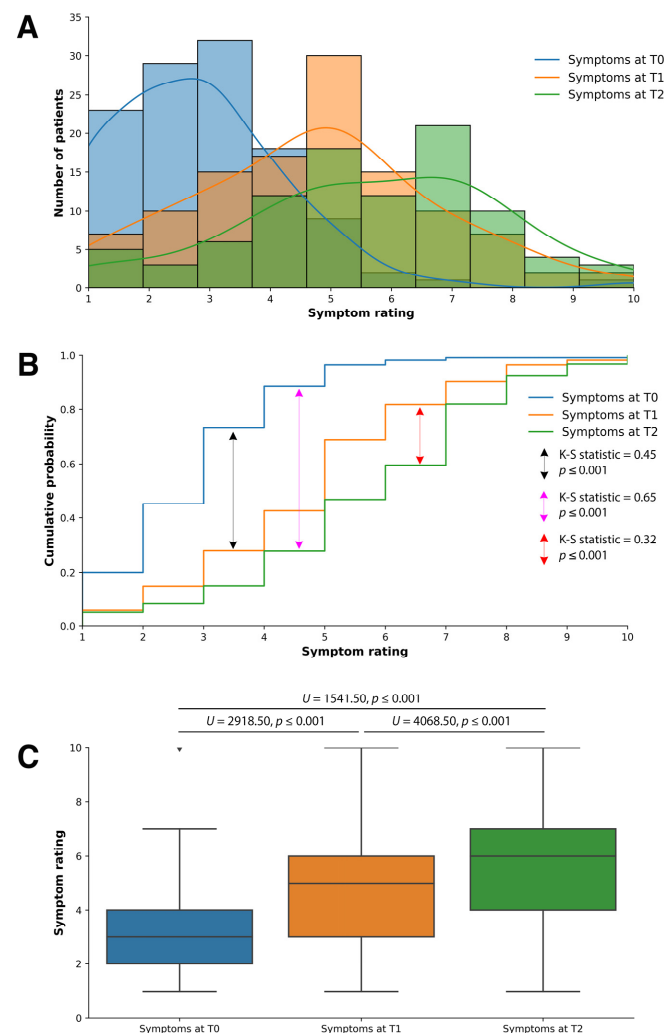 A
35
30
25
20
15
10
5
0
Number of patients
1 2 3 4 5 6 7 8 9 10
Symptom rating
Symptoms at T0
Symptoms at T1
Symptoms at T2
B
1.0
0.8
0.6
0.4
0.2
0.0
Cumulative probability
1 2 3 4 5 6 7 8 9 10
Symptom rating
Symptoms at T0
Symptoms at T1
Symptoms at T2
K-S statistic = 0.45
p ≤ 0.001
K-S statistic = 0.65
p ≤ 0.001
K-S statistic = 0.32
p ≤ 0.001
U = 1541.50, p ≤ 0.001
U = 2918.50, p ≤ 0.001 U = 4068.50, p ≤ 0.001
C
10
8
6
4
2
0
Symptom rating
Symptoms at T0 Symptoms at T1 Symptoms at T2